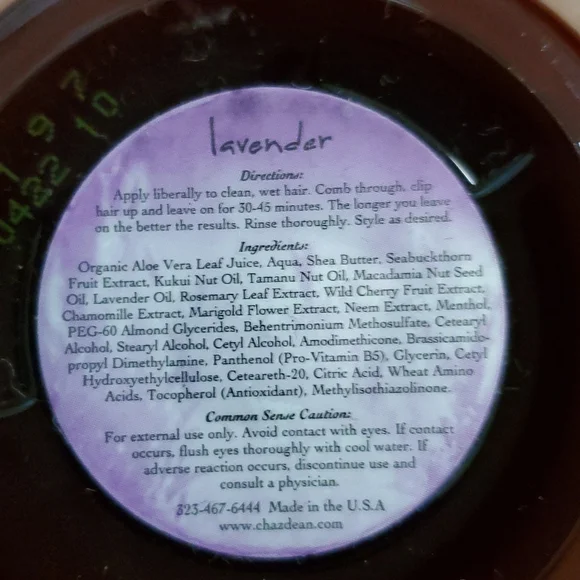 1 9 7
0422 10
lavender
Directions:
Apply liberally to clean, wet hair. Comb through, clip
hair up and leave on for 30-45 minutes. The longer you leave
on the better the results. Rinse thoroughly. Style as desired.
Ingredients:
Organic Aloe Vera Leaf Juice, Aqua, Shea Butter, Seabuckthorn
Fruit Extract, Kukui Nut Oil, Tamanu Nut Oil, Macadamia Nut Seed
Oil, Lavender Oil, Rosemary Leaf Extract, Wild Cherry Fruit Extract,
Chamomille Extract, Marigold Flower Extract, Neem Extract, Menthol,
PEG-60 Almond Glycerides, Behentrimonium Methosulfate, Cetearyl
Alcohol, Stearyl Alcohol, Cetyl Alcohol, Amodimethicone, Brassicamido-
propyl Dimethylamine, Panthenol (Pro-Vitamin B5), Glycerin, Cetyl
Hydroxyethylcellulose, Ceteareth-20, Citric Acid, Wheat Amino
Acids, Tocopherol (Antioxidant), Methylisothiazolinone.
Common Sense Caution:
For external use only. Avoid contact with eyes. If contact
occurs, flush eyes thoroughly with cool water. If
adverse reaction occurs, discontinue use and
consult a physician.
323-467-6444 Made in the U.S.A
www.chazdean.com